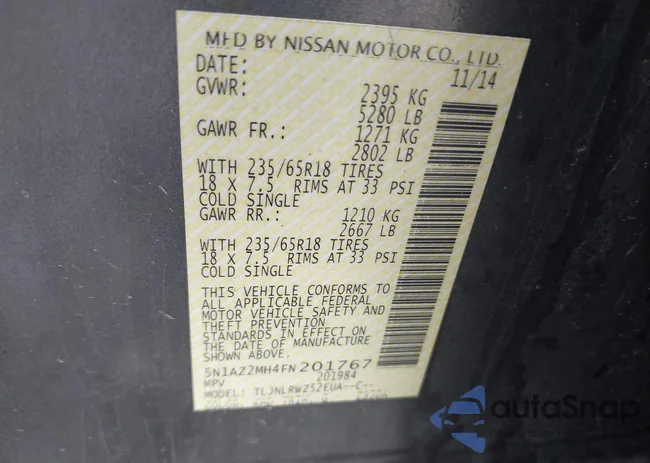 MFD BY NISSAN MOTOR CO., LTD.
DATE: 11/14
GVWR: 2395 KG
5280 LB
GAWR FR.: 1271 KG
2802 LB
WITH 235/65R18 TIRES
18 X 7.5 RIMS AT 33 PSI
COLD SINGLE
GAWR RR.: 1210 KG
2667 LB
WITH 235/65R18 TIRES
18 X 7.5 RIMS AT 33 PSI
COLD SINGLE
THIS VEHICLE CONFORMS TO
ALL APPLICABLE FEDERAL
MOTOR VEHICLE SAFETY AND
THEFT PREVENTION
STANDARDS IN EFFECT ON
THE DATE OF MANUFACTURE
SHOWN ABOVE.
5N1AZ2MH4FN201767
MPV 201984
MODEL: TLJNLRWZ52EUA--C--
autoSnap